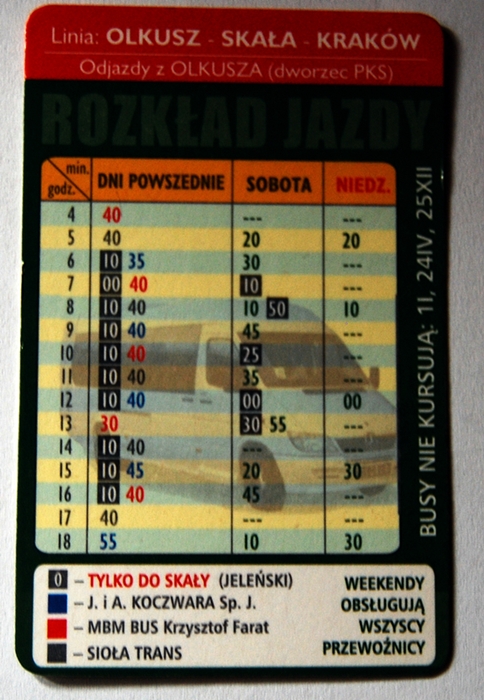 Linia: OLKUSZ - SKAŁA - KRAKÓW
Odjazdy z OLKUSZA (dworzec PKS)
ROZKŁAD JAZDY
min. godz. DNI POWSZEDNIE SOBOTA NIEDZ.
4 40 --- ---
5 40 20 20
6 10 35 30 ---
7 00 40 10 ---
8 10 40 10 50 10
9 10 40 45 ---
10 10 40 25 ---
11 10 40 35 ---
12 10 40 00 00
13 30 30 55 ---
14 10 40 --- ---
15 10 45 20 30
16 10 40 45 ---
17 40 --- ---
18 55 10 30
BUSY NIE KURSUJĄ: 1I, 24IV, 25XII
0 – TYLKO DO SKAŁY (JELEŃSKI)
– J. i A. KOCZWARA Sp. J.
– MBM BUS Krzysztof Farat
– SIOŁA TRANS
WEEKENDY
OBSŁUGUJĄ
WSZYSCY
PRZEWOŹNICY